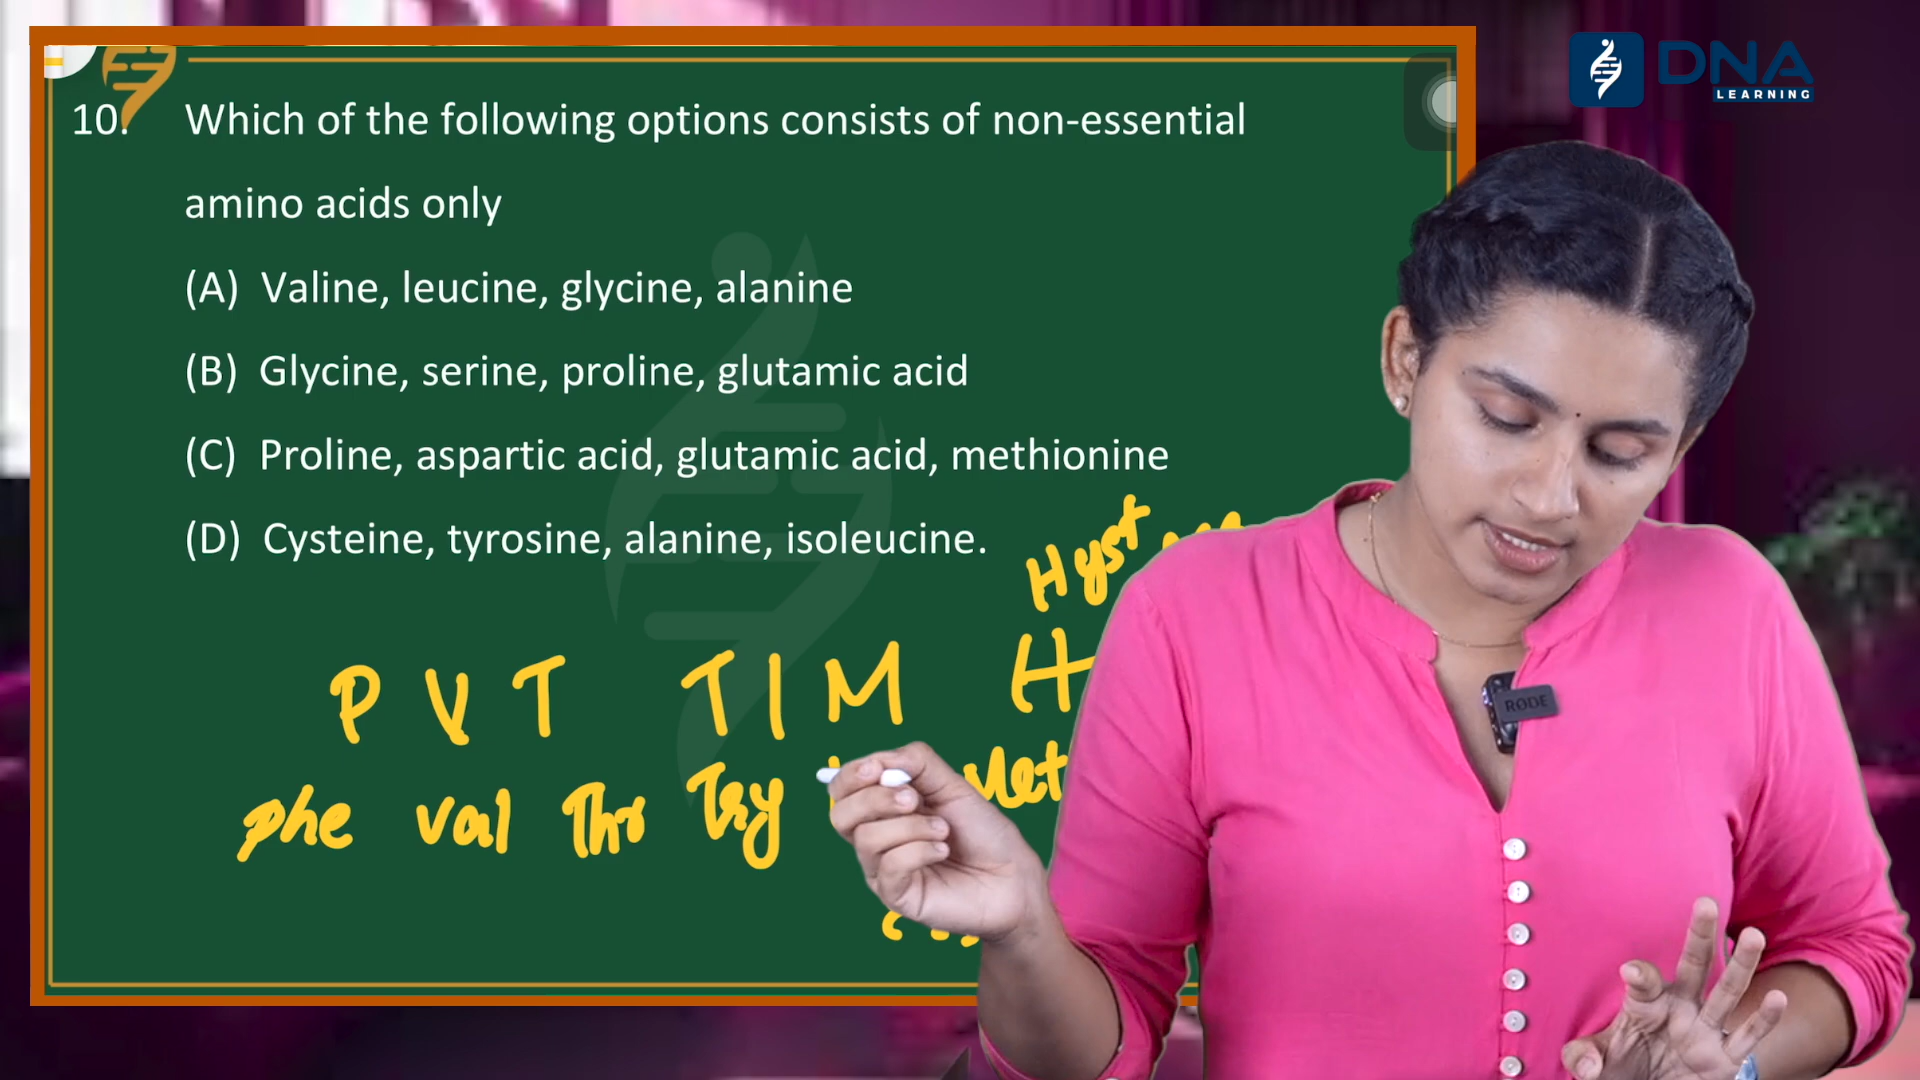 DNA
LEARNING
10. Which of the following options consists of non-essential
amino acids only
(A) Valine, leucine, glycine, alanine
(B) Glycine, serine, proline, glutamic acid
(C) Proline, aspartic acid, glutamic acid, methionine
(D) Cysteine, tyrosine, alanine, isoleucine.
Hyst
P V T T I M H
phe val Thr Try Met
RØDE